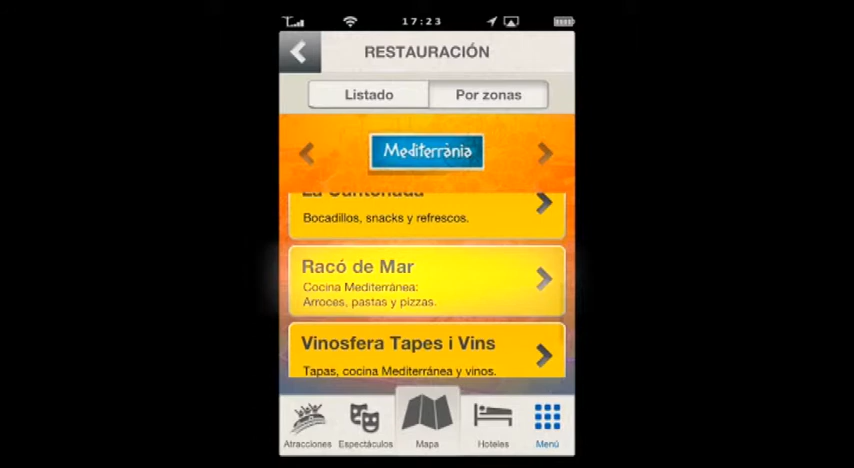 17:23
RESTAURACIÓN
Listado
Por zonas
Mediterrània
La Cantonada
Bocadillos, snacks y refrescos.
Racó de Mar
Cocina Mediterránea:
Arroces, pastas y pizzas.
Vinosfera Tapes i Vins
Tapas, cocina Mediterránea y vinos.
Atracciones
Espectáculos
Mapa
Hoteles
Menú